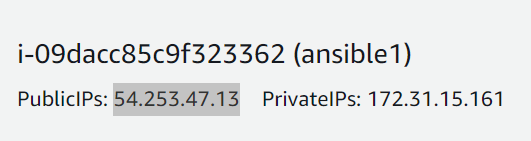 i-09dacc85c9f323362 (ansible1)
PublicIPs: 54.253.47.13 PrivateIPs: 172.31.15.161